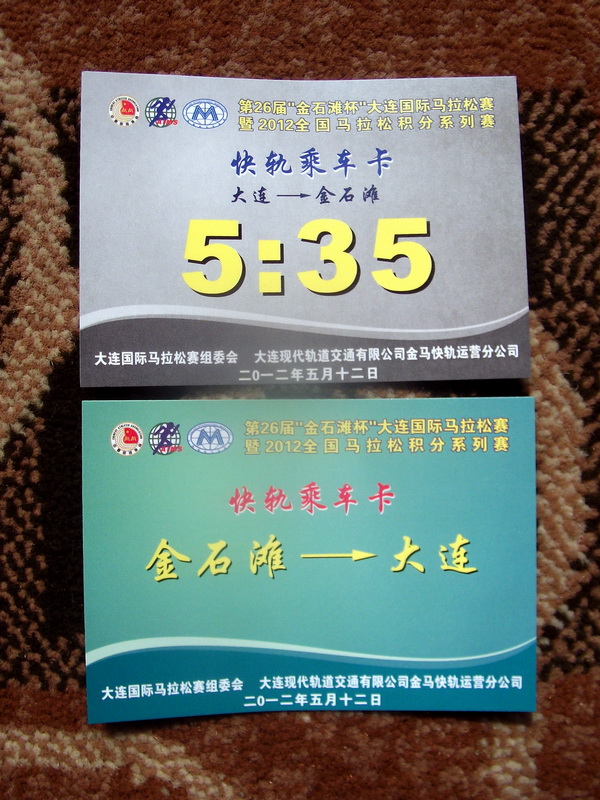 第26届"金石滩杯"大连国际马拉松赛
暨2012全国马拉松积分系列赛
快轨乘车卡
大连→金石滩
5:35
大连国际马拉松赛组委会 大连现代轨道交通有限公司金马快轨运营分公司
二0一二年五月十二日
第26届"金石滩杯"大连国际马拉松赛
暨2012全国马拉松积分系列赛
快轨乘车卡
金石滩→大连
大连国际马拉松赛组委会 大连现代轨道交通有限公司金马快轨运营分公司
二0一二年五月十二日